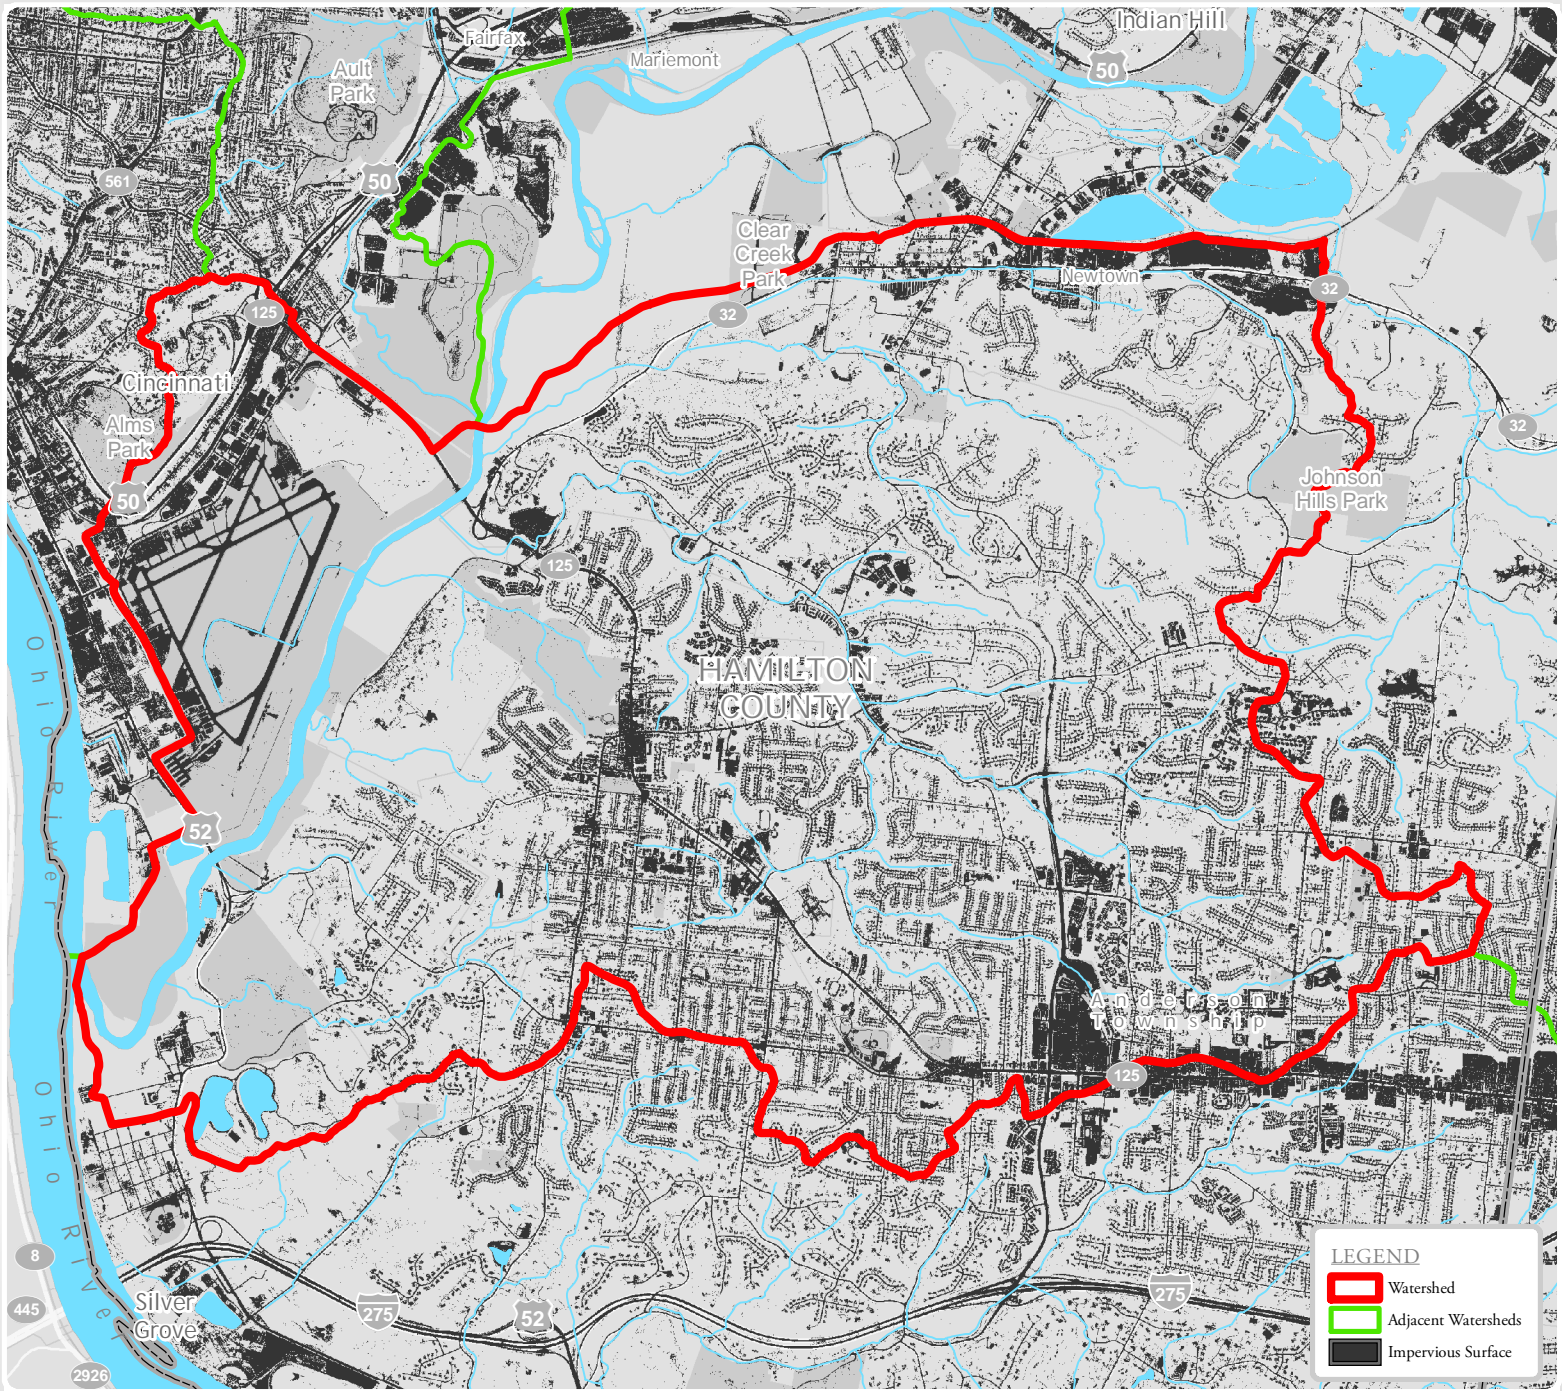 Indian Hill
Fairfax
Mariemont
50
Ault
Park
561
50
Clear
Creek
Park
Newtown
32
125
32
Cincinnati
Alms
Park
32
50
Johnson
Hills Park
125
Ohio River
HAMILTON
COUNTY
52
Anderson
Township
125
Ohio River
8
445
2926
Silver
Grove
275
52
275
LEGEND
Watershed
Adjacent Watersheds
Impervious Surface